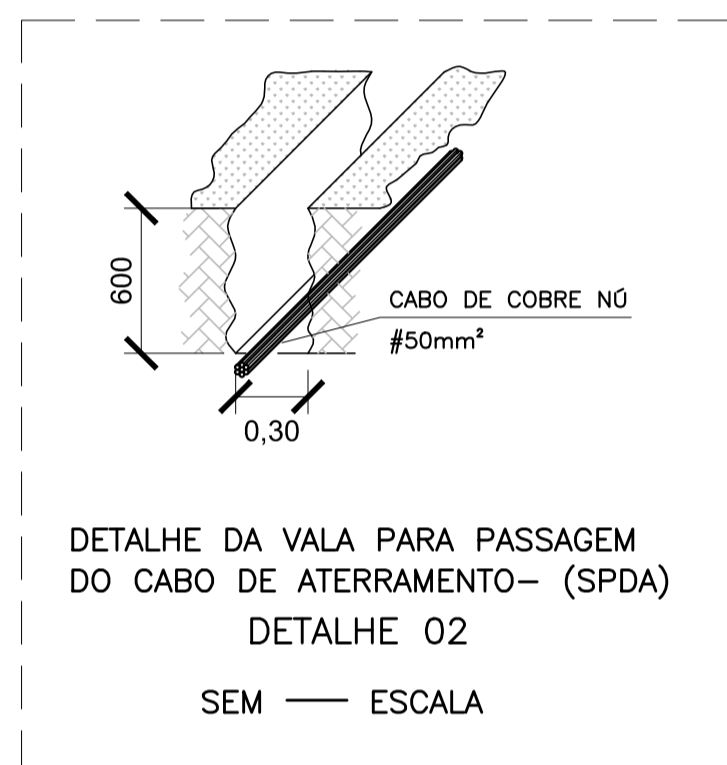 600
CABO DE COBRE NÚ
#50mm²
0,30
DETALHE DA VALA PARA PASSAGEM
DO CABO DE ATERRAMENTO– (SPDA)
DETALHE 02
SEM — ESCALA